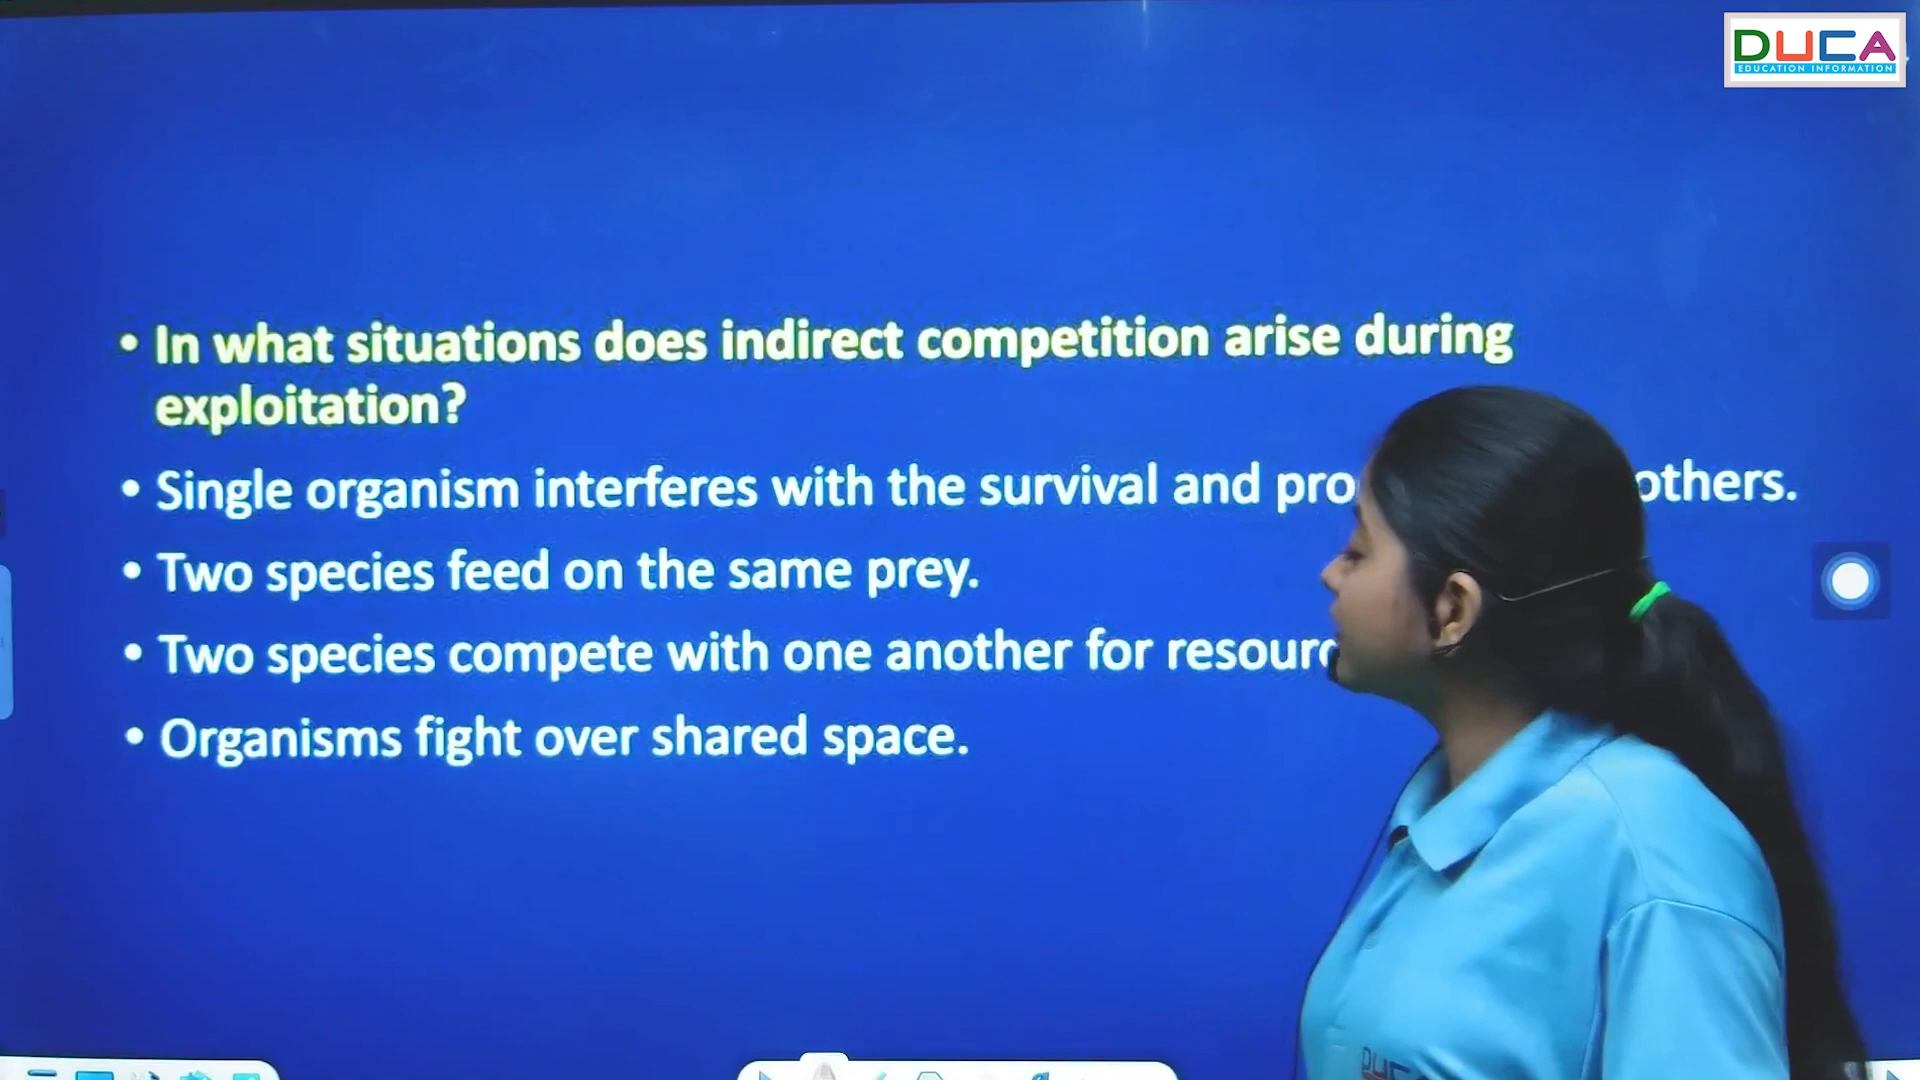 DUCA
EDUCATION INFORMATION
• In what situations does indirect competition arise during
exploitation?
• Single organism interferes with the survival and others.
• Two species feed on the same prey.
• Two species compete with one another for
• Organisms fight over shared space.